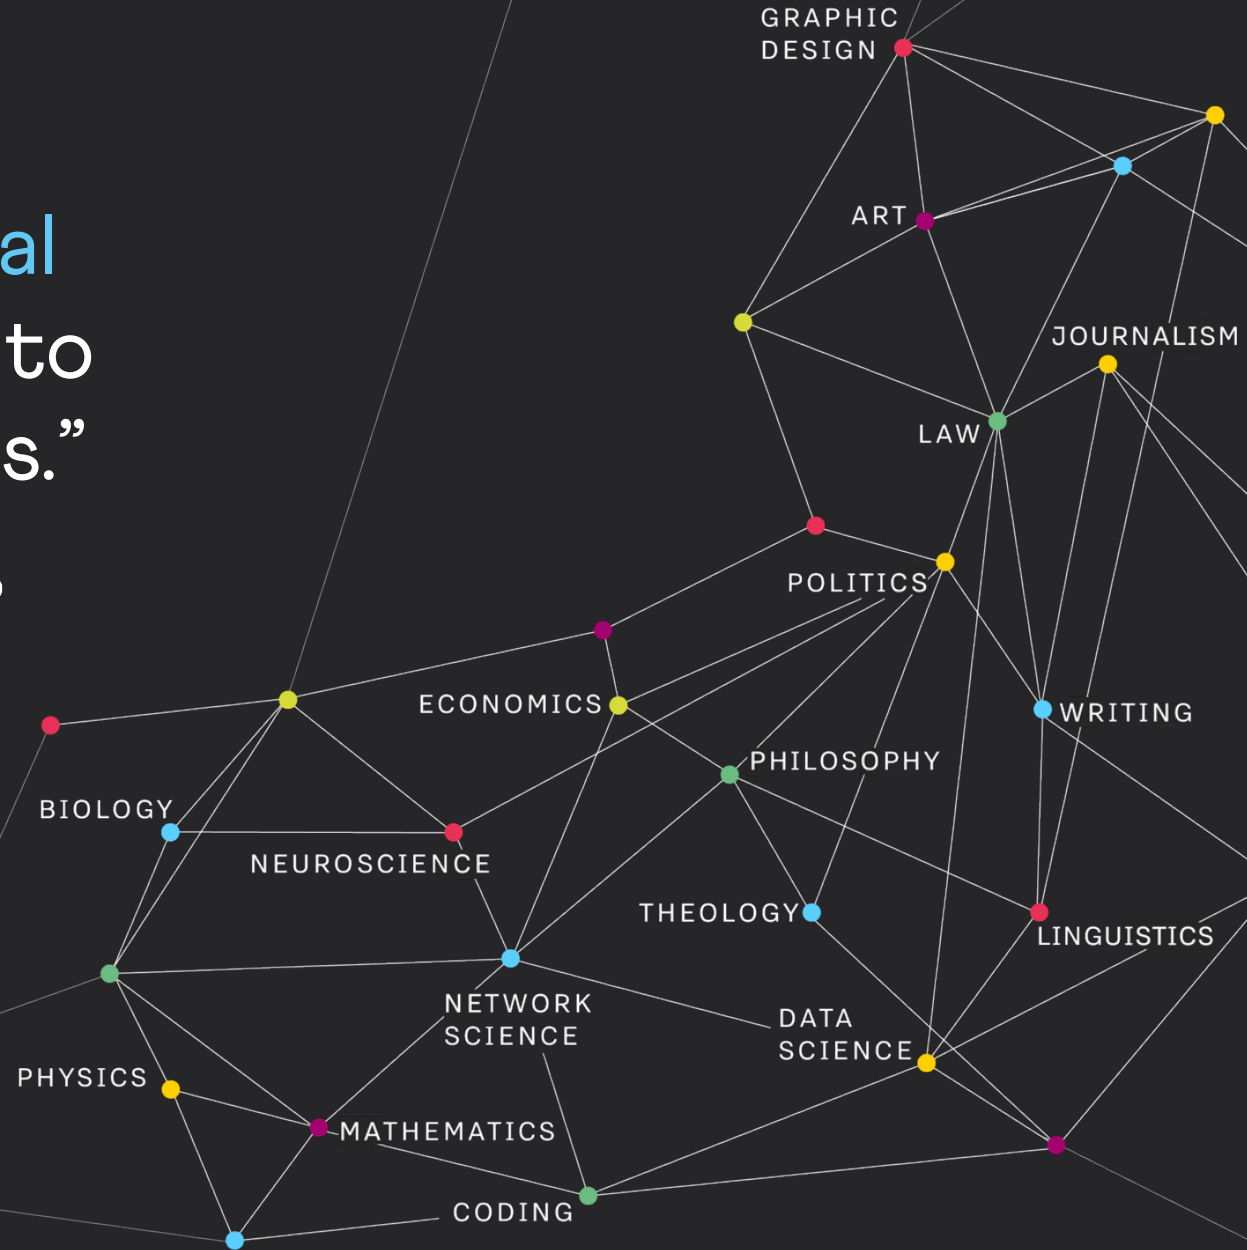 GRAPHIC
DESIGN
ART
al
to
JOURNALISM
s.”
LAW
POLITICS
ECONOMICS
WRITING
PHILOSOPHY
BIOLOGY
NEUROSCIENCE
THEOLOGY
LINGUISTICS
NETWORK
SCIENCE
DATA
SCIENCE
PHYSICS
MATHEMATICS
CODING